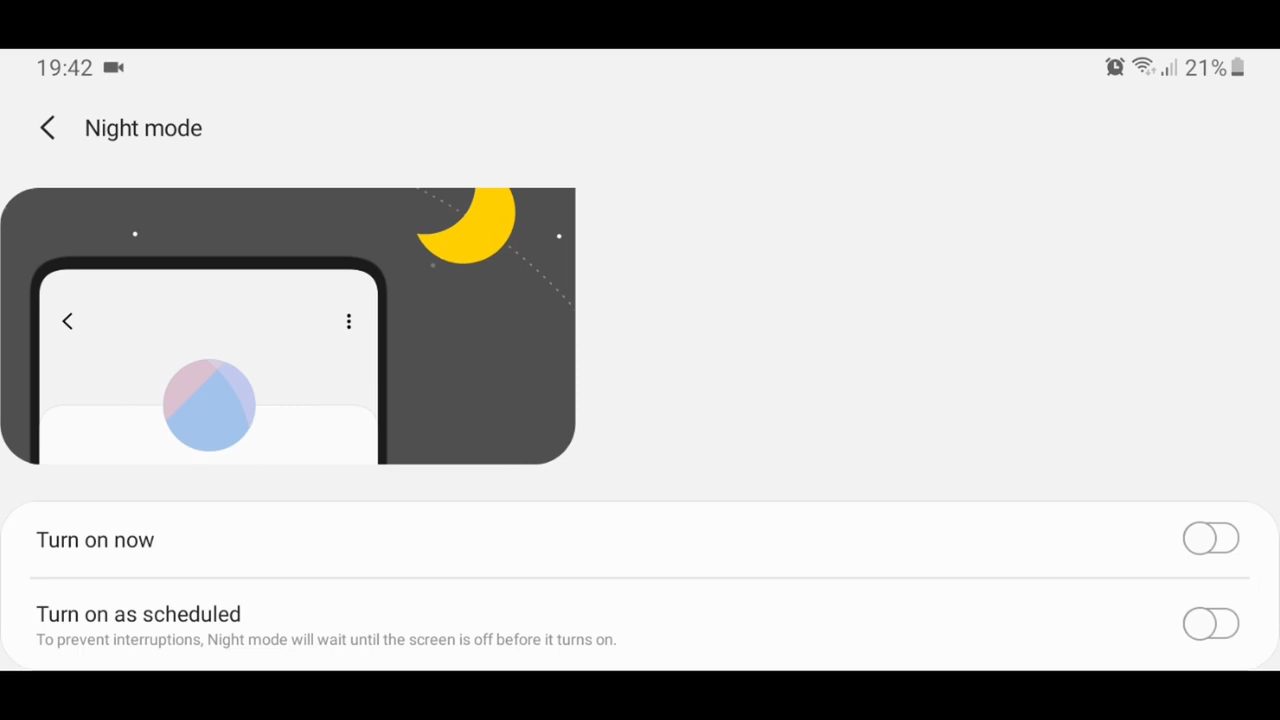 19:42 21%
Night mode
Turn on now
Turn on as scheduled
To prevent interruptions, Night mode will wait until the screen is off before it turns on.